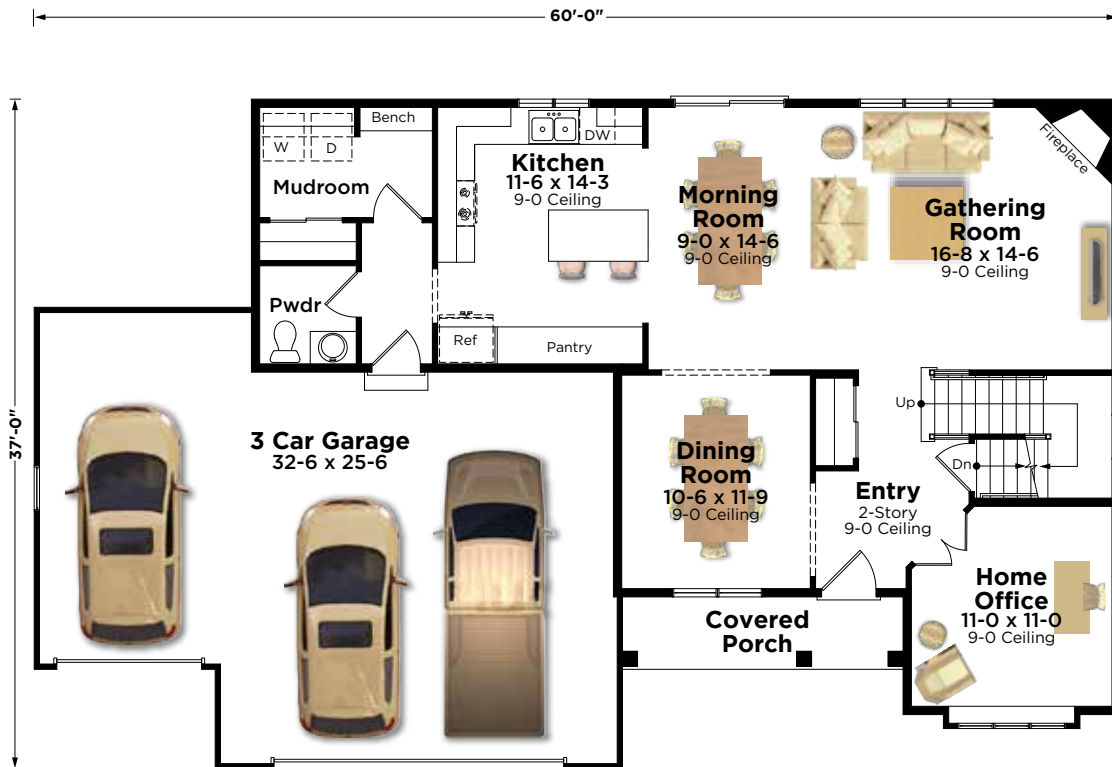 60'-0"
37'-0"
Bench
W
D
Mudroom
DW
Kitchen
11-6 x 14-3
9-0 Ceiling
Morning
Room
9-0 x 14-6
9-0 Ceiling
Fireplace
Gathering
Room
16-8 x 14-6
9-0 Ceiling
Pwdr
Ref
Pantry
3 Car Garage
32-6 x 25-6
Dining
Room
10-6 x 11-9
9-0 Ceiling
Up
Dn
Entry
2-Story
9-0 Ceiling
Covered
Porch
Home
Office
11-0 x 11-0
9-0 Ceiling